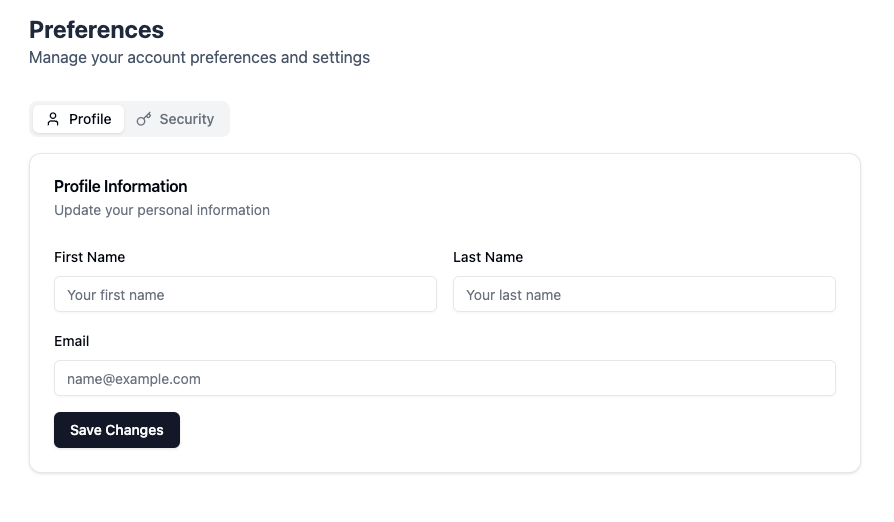 Preferences
Manage your account preferences and settings
Profile
Security
Profile Information
Update your personal information
First Name
Last Name
Your first name
Your last name
Email
name@example.com
Save Changes